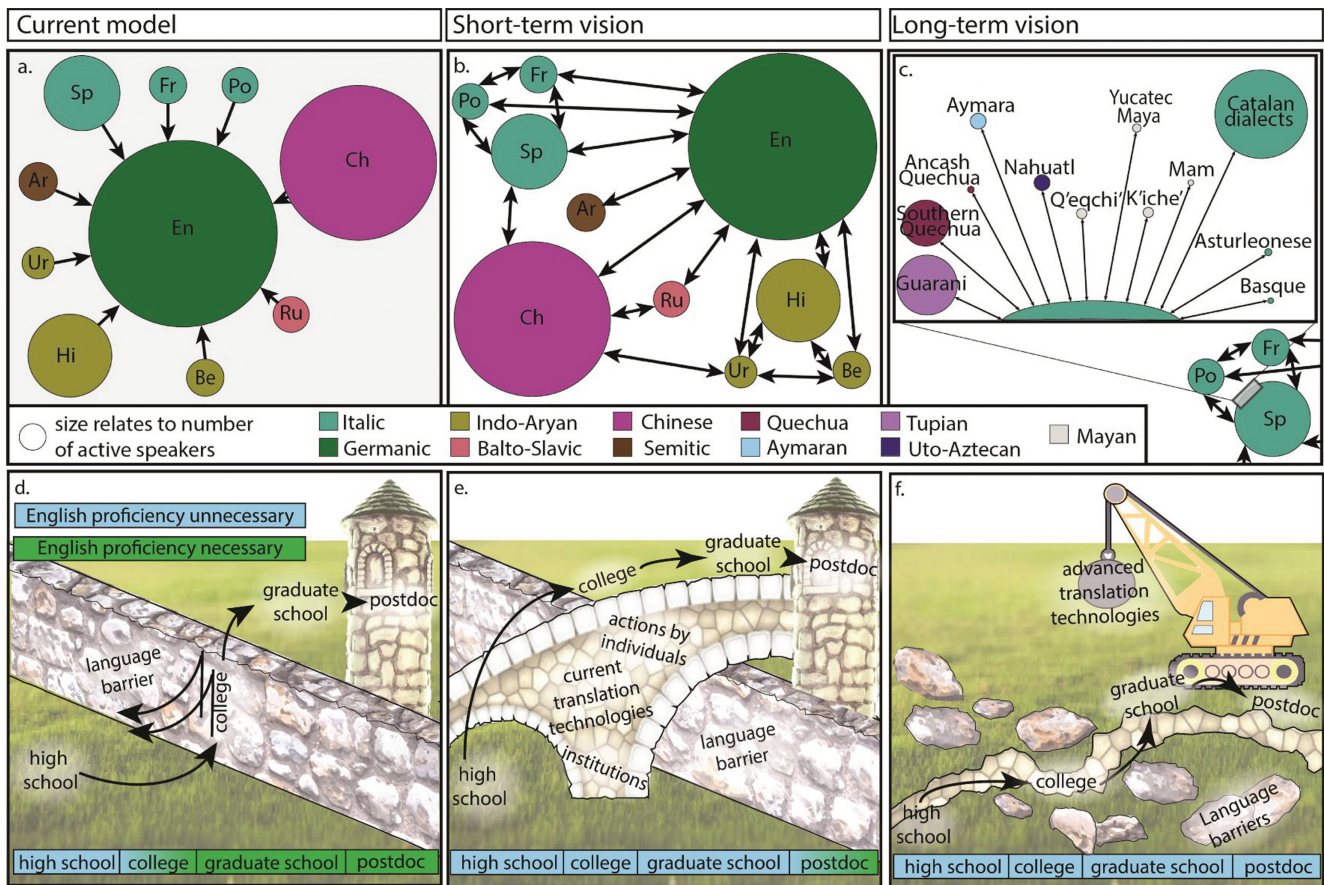 Current model
Short-term vision
Long-term vision
a.
Sp
Fr
Po
Ch
Ar
En
Ur
Ru
Hi
Be
b.
Fr
Po
En
Sp
Ar
Ru
Hi
Ch
Ur
Be
c.
Aymara
Yucatec
Maya
Catalan
dialects
Ancash
Quechua
Nahuatl
Mam
Q'eqchi'
K'iche'
Southern
Quechua
Asturleonese
Guarani
Basque
Fr
Po
Sp
size relates to number
of active speakers
Italic
Germanic
Indo-Aryan
Balto-Slavic
Chinese
Semitic
Quechua
Aymaran
Tupian
Uto-Aztecan
Mayan
d.
English proficiency unnecessary
English proficiency necessary
graduate
school
postdoc
language
barrier
college
high
school
high school
college
graduate school
postdoc
e.
graduate
school
college
postdoc
actions by
individuals
current
translation
technologies
institutions
language
barrier
high
school
high school
college
graduate school
postdoc
f.
advanced
translation
technologies
graduate
school
postdoc
college
high
school
Language
barriers
high school
college
graduate school
postdoc